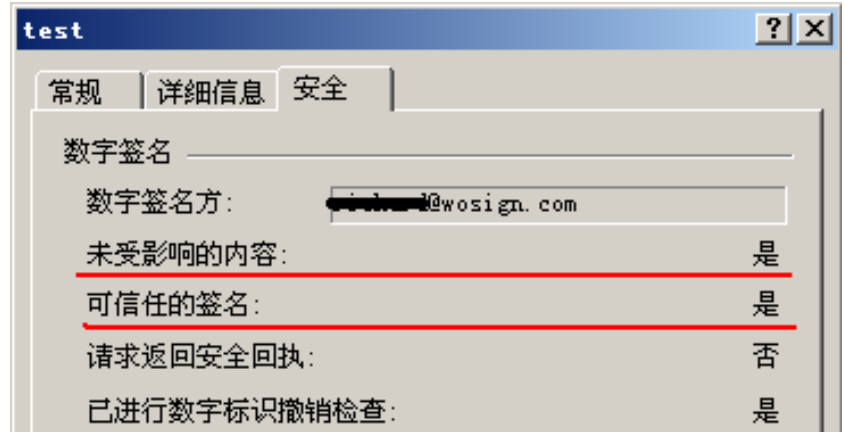 test
常规 详细信息 安全
数字签名
数字签名方: @wosign.com
未受影响的内容: 是
可信任的签名: 是
请求返回安全回执: 否
已进行数字标识撤销检查: 是